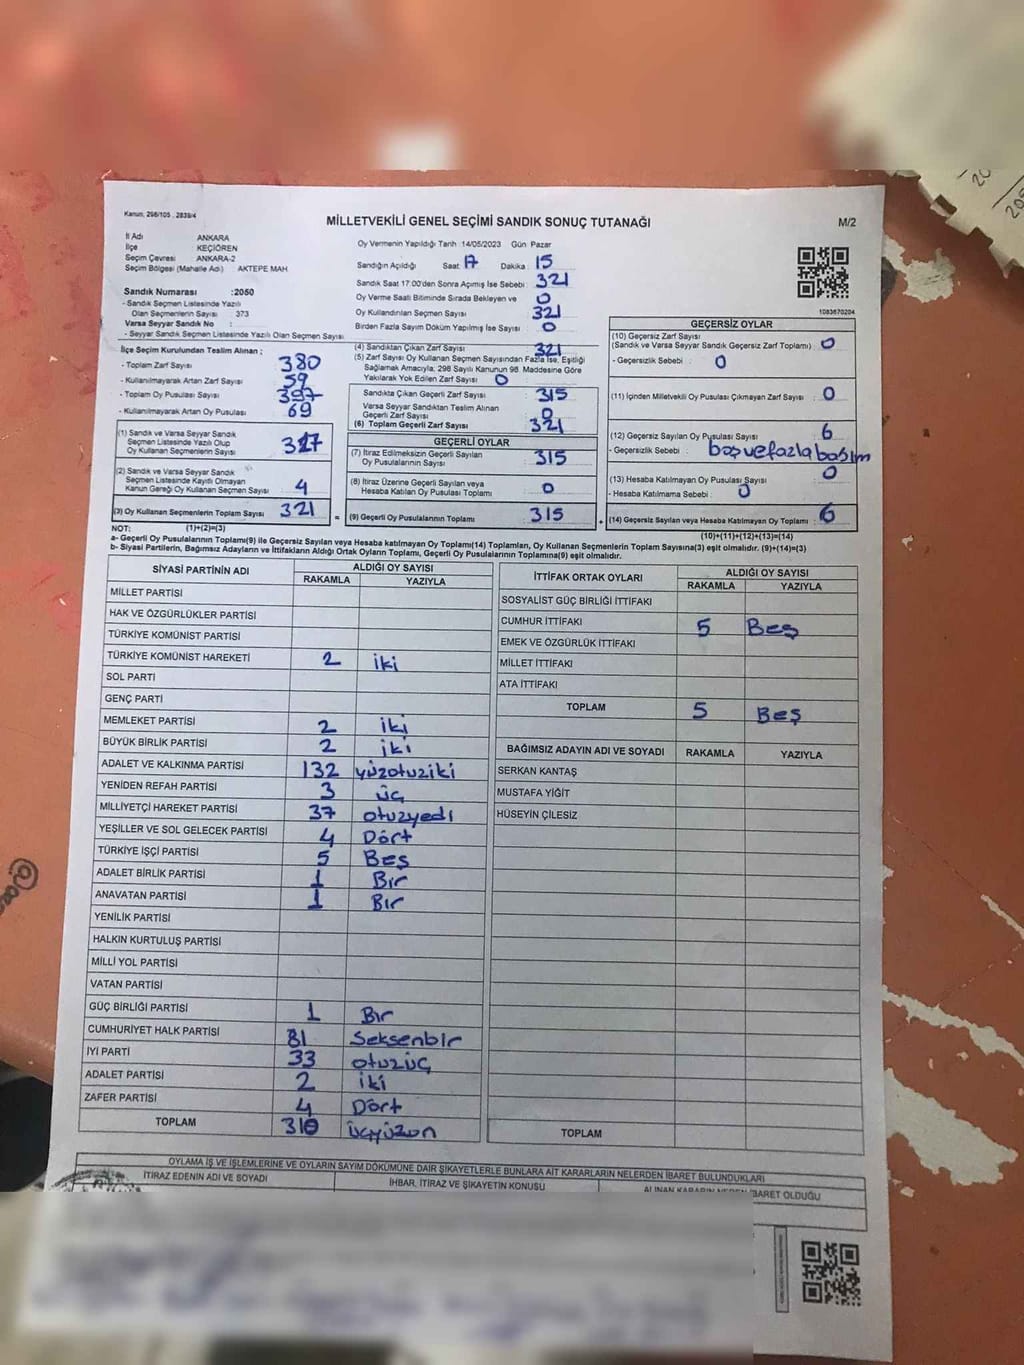 Kanun, 298/105 , 2839/4
MİLLETVEKİLİ GENEL SEÇİMİ SANDIK SONUÇ TUTANAĞI
M/2
İl Adı ANKARA
İlçe KEÇİÖREN
Seçim Çevresi ANKARA-2
Seçim Bölgesi (Mahalle Adı) AKTEPE MAH
Sandık Numarası :2050
- Sandık Seçmen Listesinde Yazılı
Olan Seçmenlerin Sayısı 373
Varsa Seyyar Sandık No :
- Seyyar Sandık Seçmen Listesinde Yazılı Olan Seçmen Sayısı
Oy Vermenin Yapıldığı Tarih :14/05/2023 Gün Pazar
Sandığın Açıldığı Saat: 17 Dakika: 15
Sandık Saat 17:00'den Sonra Açımış İse Sebebi : 321
Oy Verme Saati Bitiminde Sırada Bekleyen ve 0
Oy Kullandırılan Seçmen Sayısı 321
Birden Fazla Sayım Döküm Yapılmış İse Sayısı : 0
1083670204
İlçe Seçim Kurulundan Teslim Alınan ;
- Toplam Zarf Sayısı : 380
- Kullanılmayarak Artan Zarf Sayısı : 59
- Toplam Oy Pusulası Sayısı : 397
- Kullanılmayarak Artan Oy Pusulası : 69
(1) Sandık ve Varsa Seyyar Sandık
Seçmen Listesinde Yazılı Olup
Oy Kullanan Seçmenlerin Sayısı : 317
(2) Sandık ve Varsa Seyyar Sandık
Seçmen Listesinde Kayıtlı Olmayan
Kanun Gereği Oy Kullanan Seçmen Sayısı : 4
(3) Oy Kullanan Seçmenlerin Toplam Sayısı : 321
(4) Sandıktan Çıkan Zarf Sayısı : 321
(5) Zarf Sayısı Oy Kullanan Seçmen Sayısından Fazla İse, Eşitliği
Sağlamak Amacıyla, 298 Sayılı Kanunun 98. Maddesine Göre
Yakılarak Yok Edilen Zarf Sayısı : 0
Sandıkta Çıkan Geçerli Zarf Sayısı : 315
Varsa Seyyar Sandıktan Teslim Alınan
Geçerli Zarf Sayısı : 0
(6) Toplam Geçerli Zarf Sayısı : 321
GEÇERLİ OYLAR
(7) İtiraz Edilmeksizin Geçerli Sayılan
Oy Pusulalarının Sayısı : 315
(8) İtiraz Üzerine Geçerli Sayılan veya
Hesaba Katılan Oy Pusulası Toplamı : 0
= (9) Geçerli Oy Pusulalarının Toplamı : 315
GEÇERSİZ OYLAR
(10) Geçersiz Zarf Sayısı
(Sandık ve Varsa Seyyar Sandık Geçersiz Zarf Toplamı) : 0
- Geçersizlik Sebebi : 0
(11) İçinden Milletvekili Oy Pusulası Çıkmayan Zarf Sayısı : 0
(12) Geçersiz Sayılan Oy Pusulası Sayısı : 6
- Geçersizlik Sebebi : boş ve fazla basım
(13) Hesaba Katılmayan Oy Pusulası Sayısı : 0
- Hesaba Katılmama Sebebi : 0
+ (14) Geçersiz Sayılan veya Hesaba Katılmayan Oy Toplamı : 6
NOT: (1)+(2)=(3)
(10)+(11)+(12)+(13)=(14)
a- Geçerli Oy Pusulalarının Toplamı(9) ile Geçersiz Sayılan veya Hesaba katılmayan Oy Toplamı(14) Toplamları, Oy Kullanan Seçmenlerin Toplam Sayısına(3) eşit olmalıdır. (9)+(14)=(3)
b- Siyasi Partilerin, Bağımsız Adayların ve İttifakların Aldığı Ortak Oyların Toplamı, Geçerli Oy Pusulalarının Toplamına(9) eşit olmalıdır.
SİYASİ PARTİNİN ADI ALDIĞI OY SAYISI
RAKAMLA YAZIYLA
MİLLET PARTİSİ
HAK VE ÖZGÜRLÜKLER PARTİSİ
TÜRKİYE KOMÜNİST PARTİSİ
TÜRKİYE KOMÜNİST HAREKETİ 2 iki
SOL PARTİ
GENÇ PARTİ
MEMLEKET PARTİSİ 2 iki
BÜYÜK BİRLİK PARTİSİ 2 iki
ADALET VE KALKINMA PARTİSİ 132 yüzotuziki
YENİDEN REFAH PARTİSİ 3 üç
MİLLİYETÇİ HAREKET PARTİSİ 37 otuzyedi
YEŞİLLER VE SOL GELECEK PARTİSİ 4 Dört
TÜRKİYE İŞÇİ PARTİSİ 5 Beş
ADALET BİRLİK PARTİSİ 1 Bir
ANAVATAN PARTİSİ 1 Bir
YENİLİK PARTİSİ
HALKIN KURTULUŞ PARTİSİ
MİLLİ YOL PARTİSİ
VATAN PARTİSİ
GÜÇ BİRLİĞİ PARTİSİ 1 Bir
CUMHURİYET HALK PARTİSİ 81 Seksenbir
İYİ PARTİ 33 otuzüç
ADALET PARTİSİ 2 iki
ZAFER PARTİSİ 4 Dört
TOPLAM 310 üçyüzon
İTTİFAK ORTAK OYLARI ALDIĞI OY SAYISI
RAKAMLA YAZIYLA
SOSYALİST GÜÇ BİRLİĞİ İTTİFAKI
CUMHUR İTTİFAKI 5 Beş
EMEK VE ÖZGÜRLÜK İTTİFAKI
MİLLET İTTİFAKI
ATA İTTİFAKI
TOPLAM 5 Beş
BAĞIMSIZ ADAYIN ADI VE SOYADI RAKAMLA YAZIYLA
SERKAN KANTAŞ
MUSTAFA YİĞİT
HÜSEYİN ÇİLESİZ
TOPLAM
OYLAMA İŞ VE İŞLEMLERİNE VE OYLARIN SAYIM DÖKÜMÜNE DAİR ŞİKAYETLERLE BUNLARA AİT KARARLARIN NELERDEN İBARET BULUNDUKLARI
İTİRAZ EDENİN ADI VE SOYADI İHBAR, İTİRAZ VE ŞİKAYETİN KONUSU ALINAN KARARIN NEDEN İBARET OLDUĞU